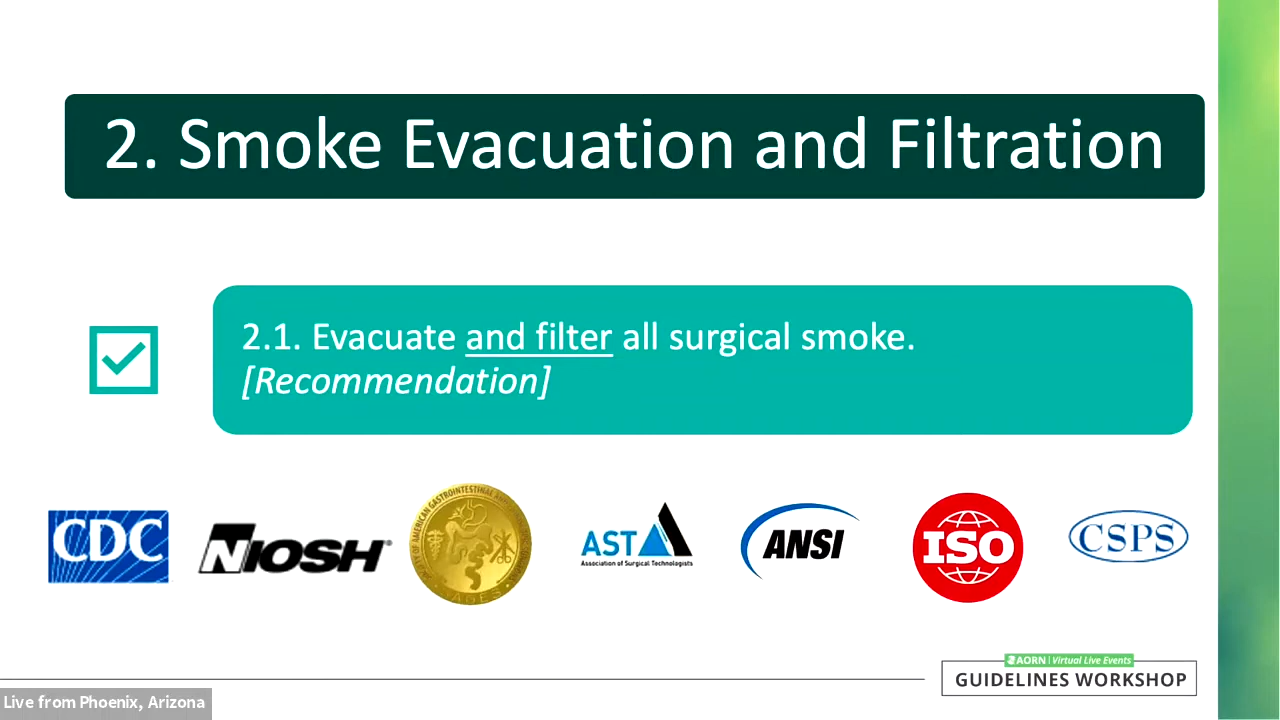 2. Smoke Evacuation and Filtration
2.1. Evacuate and filter all surgical smoke.
[Recommendation]
CDC
NIOSH®
AST
Association of Surgical Technologists
ANSI
ISO
CSPS
AGES
AORN | Virtual Live Events
GUIDELINES WORKSHOP
Live from Phoenix, Arizona